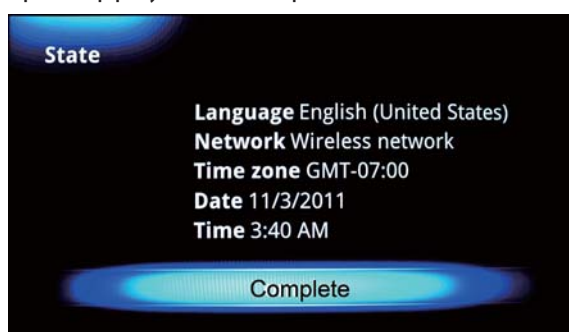 State
Language English (United States)
Network Wireless network
Time zone GMT-07:00
Date 11/3/2011
Time 3:40 AM
Complete